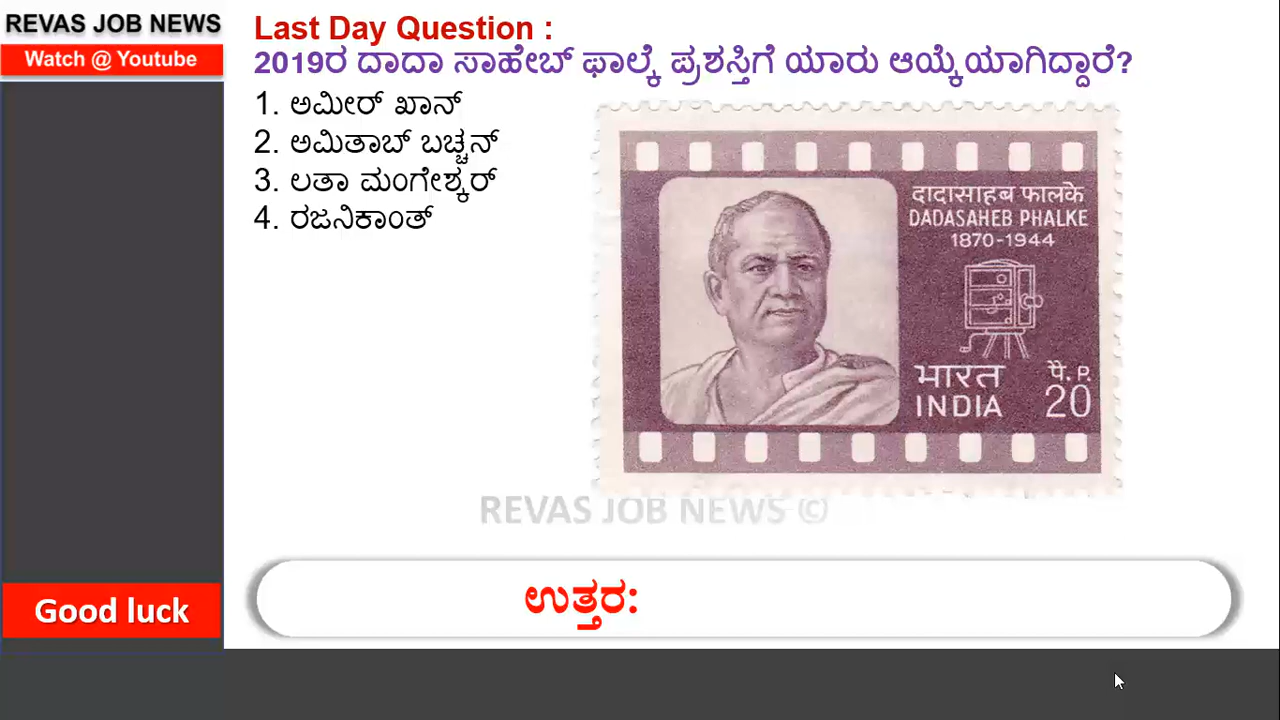 REVAS JOB NEWS
Watch @ Youtube
Last Day Question :
2019ರ ದಾದಾ ಸಾಹೇಬ್ ಫಾಲ್ಕೆ ಪ್ರಶಸ್ತಿಗೆ ಯಾರು ಆಯ್ಕೆಯಾಗಿದ್ದಾರೆ?
1. ಅಮೀರ್ ಖಾನ್
2. ಅಮಿತಾಬ್ ಬಚ್ಚನ್
3. ಲತಾ ಮಂಗೇಶ್ಕರ್
4. ರಜನಿಕಾಂತ್
दादासाहब फालके
DADASAHEB PHALKE
1870-1944
भारत
INDIA
पै. P.
20
REVAS JOB NEWS ©
ಉತ್ತರ:
Good luck